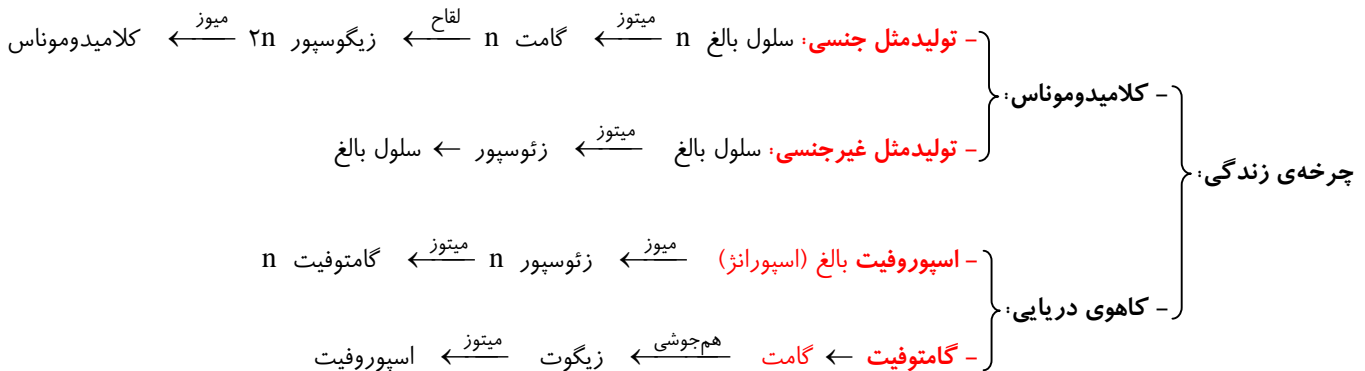 - تولیدمثل جنسی: سلول بالغ n ←میتوز گامت n ←لقاح زیگوسپور ۲n ←میوز کلامیدوموناس
- کلامیدوموناس:
- تولیدمثل غیرجنسی: سلول بالغ ←میتوز زئوسپور ← سلول بالغ
چرخه‌ی زندگی:
- اسپوروفیت بالغ (اسپورانژ) ←میوز زئوسپور n ←میتوز گامتوفیت n
- کاهوی دریایی:
- گامتوفیت ← گامت ←هم‌جوشی زیگوت ←میتوز اسپوروفیت